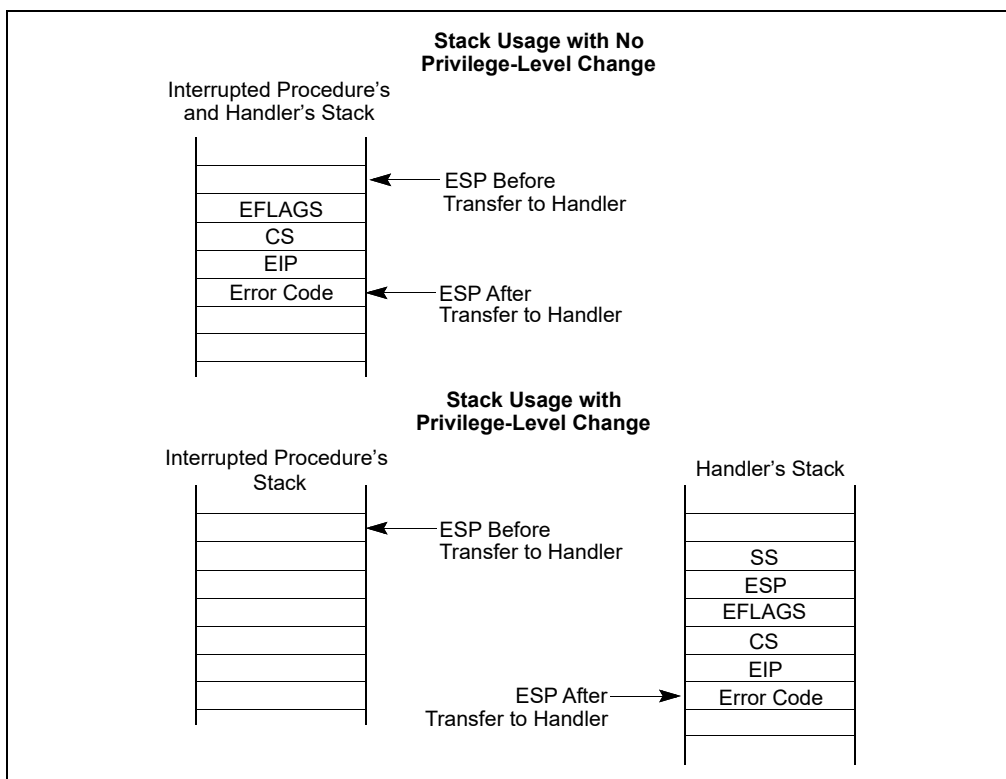 Stack Usage with No
Privilege-Level Change
Interrupted Procedure's
and Handler's Stack
ESP Before
Transfer to Handler
EFLAGS
CS
EIP
Error Code
ESP After
Transfer to Handler
Stack Usage with
Privilege-Level Change
Interrupted Procedure's
Stack
Handler's Stack
ESP Before
Transfer to Handler
SS
ESP
EFLAGS
CS
EIP
ESP After
Transfer to Handler
Error Code